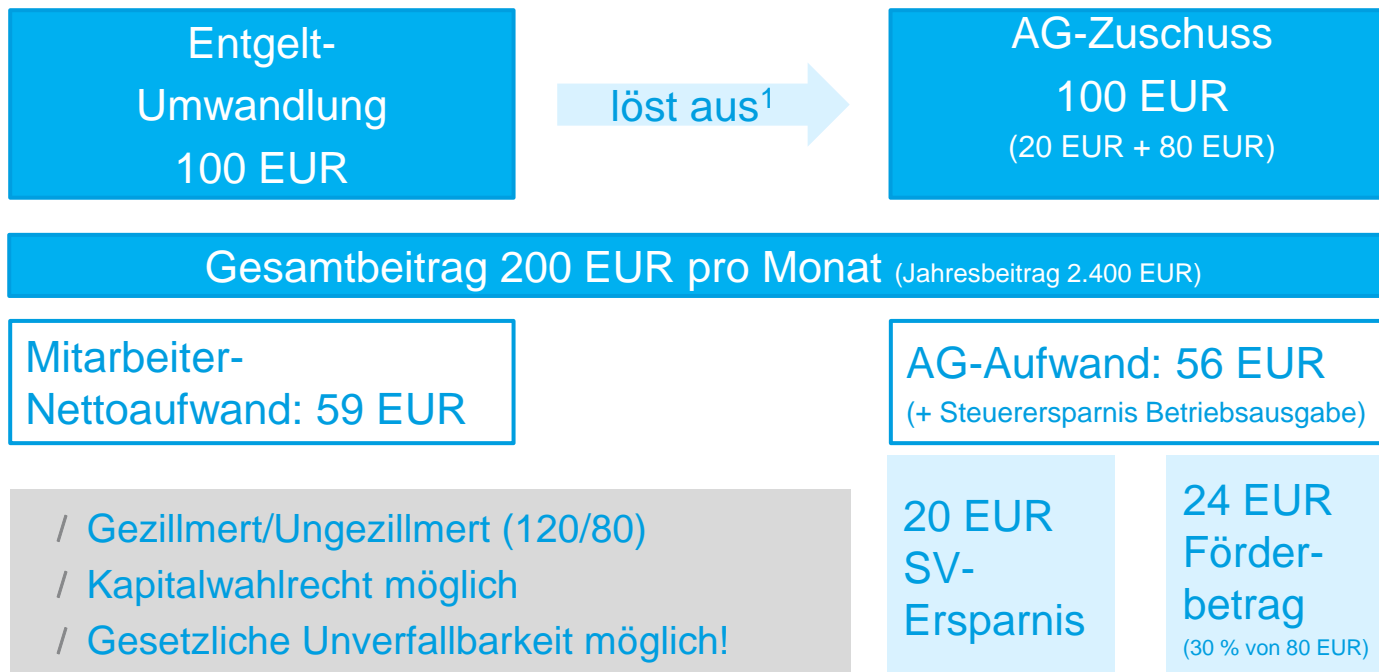 Entgelt-
Umwandlung
100 EUR
löst aus¹
AG-Zuschuss
100 EUR
(20 EUR + 80 EUR)
Gesamtbeitrag 200 EUR pro Monat (Jahresbeitrag 2.400 EUR)
Mitarbeiter-
Nettoaufwand: 59 EUR
AG-Aufwand: 56 EUR
(+ Steuerersparnis Betriebsausgabe)
/ Gezillmert/Ungezillmert (120/80)
/ Kapitalwahlrecht möglich
/ Gesetzliche Unverfallbarkeit möglich!
20 EUR
SV-
Ersparnis
24 EUR
Förder-
betrag
(30 % von 80 EUR)